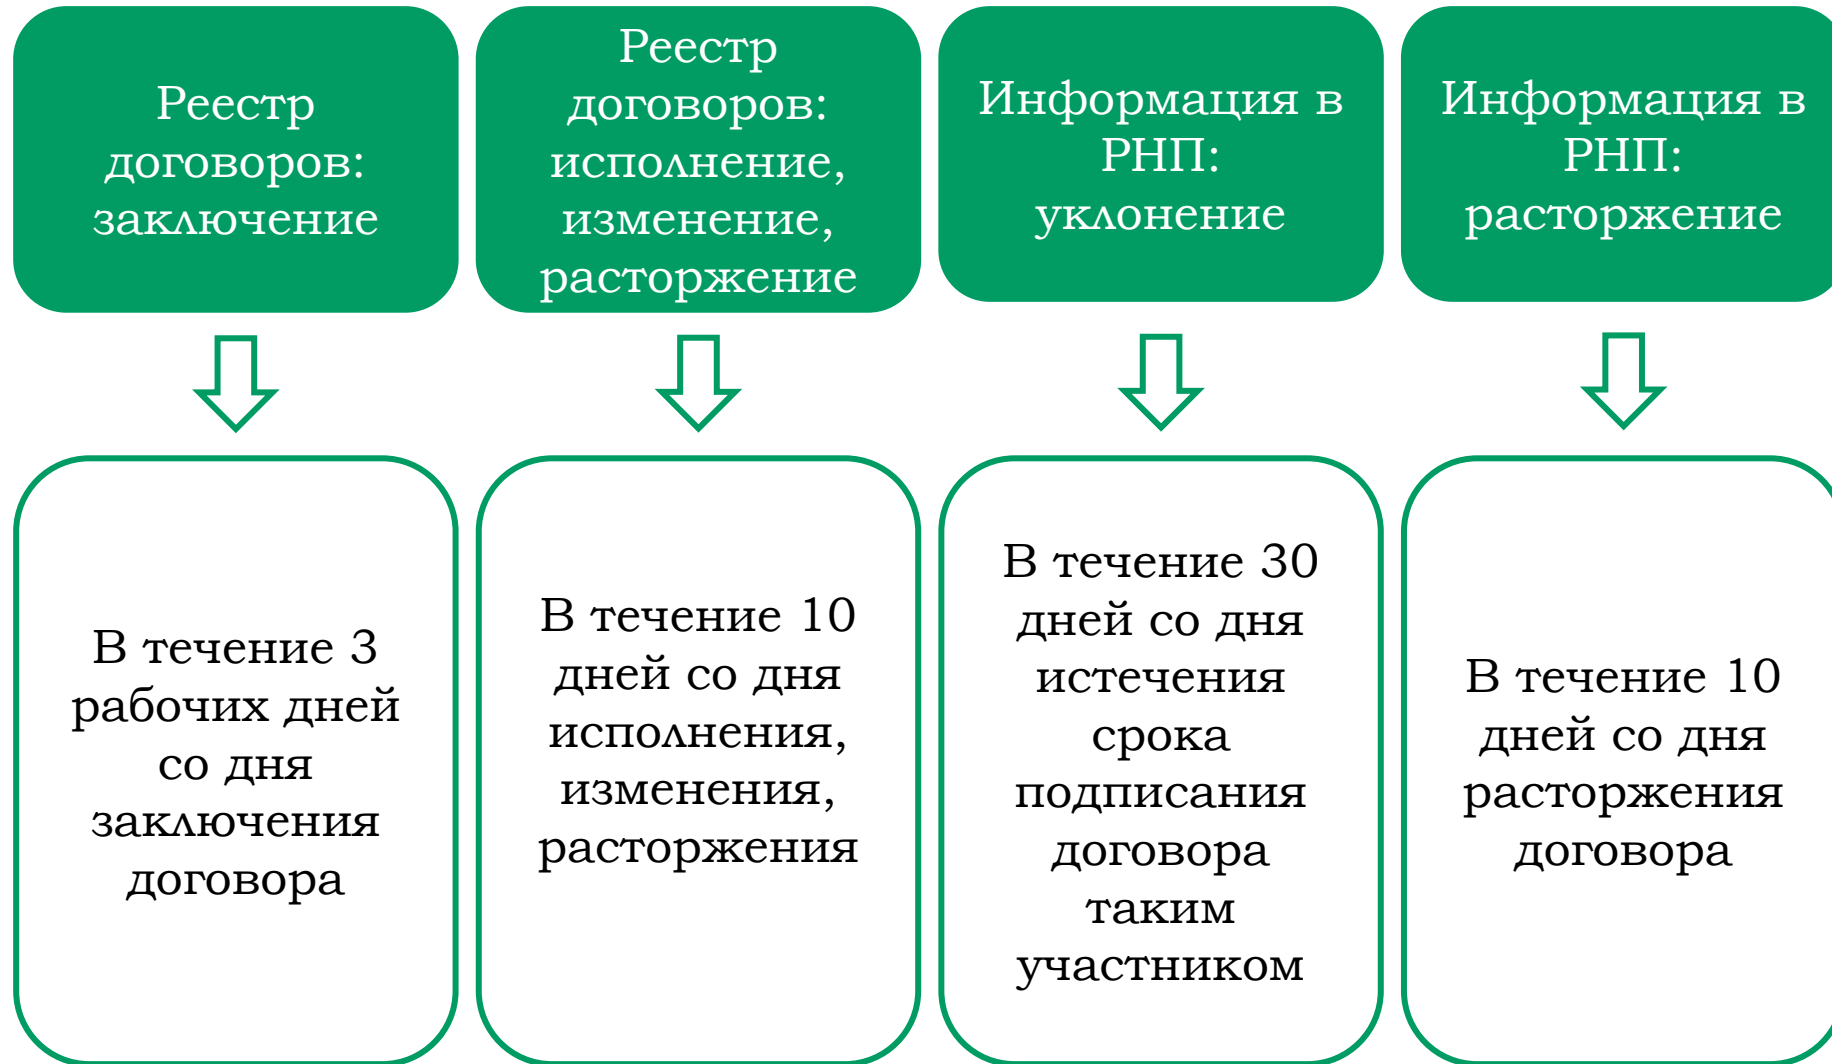 Реестр
договоров:
заключение
Реестр
договоров:
исполнение,
изменение,
расторжение
Информация в
РНП:
уклонение
Информация в
РНП:
расторжение
В течение 3
рабочих дней
со дня
заключения
договора
В течение 10
дней со дня
исполнения,
изменения,
расторжения
В течение 30
дней со дня
истечения
срока
подписания
договора
таким
участником
В течение 10
дней со дня
расторжения
договора